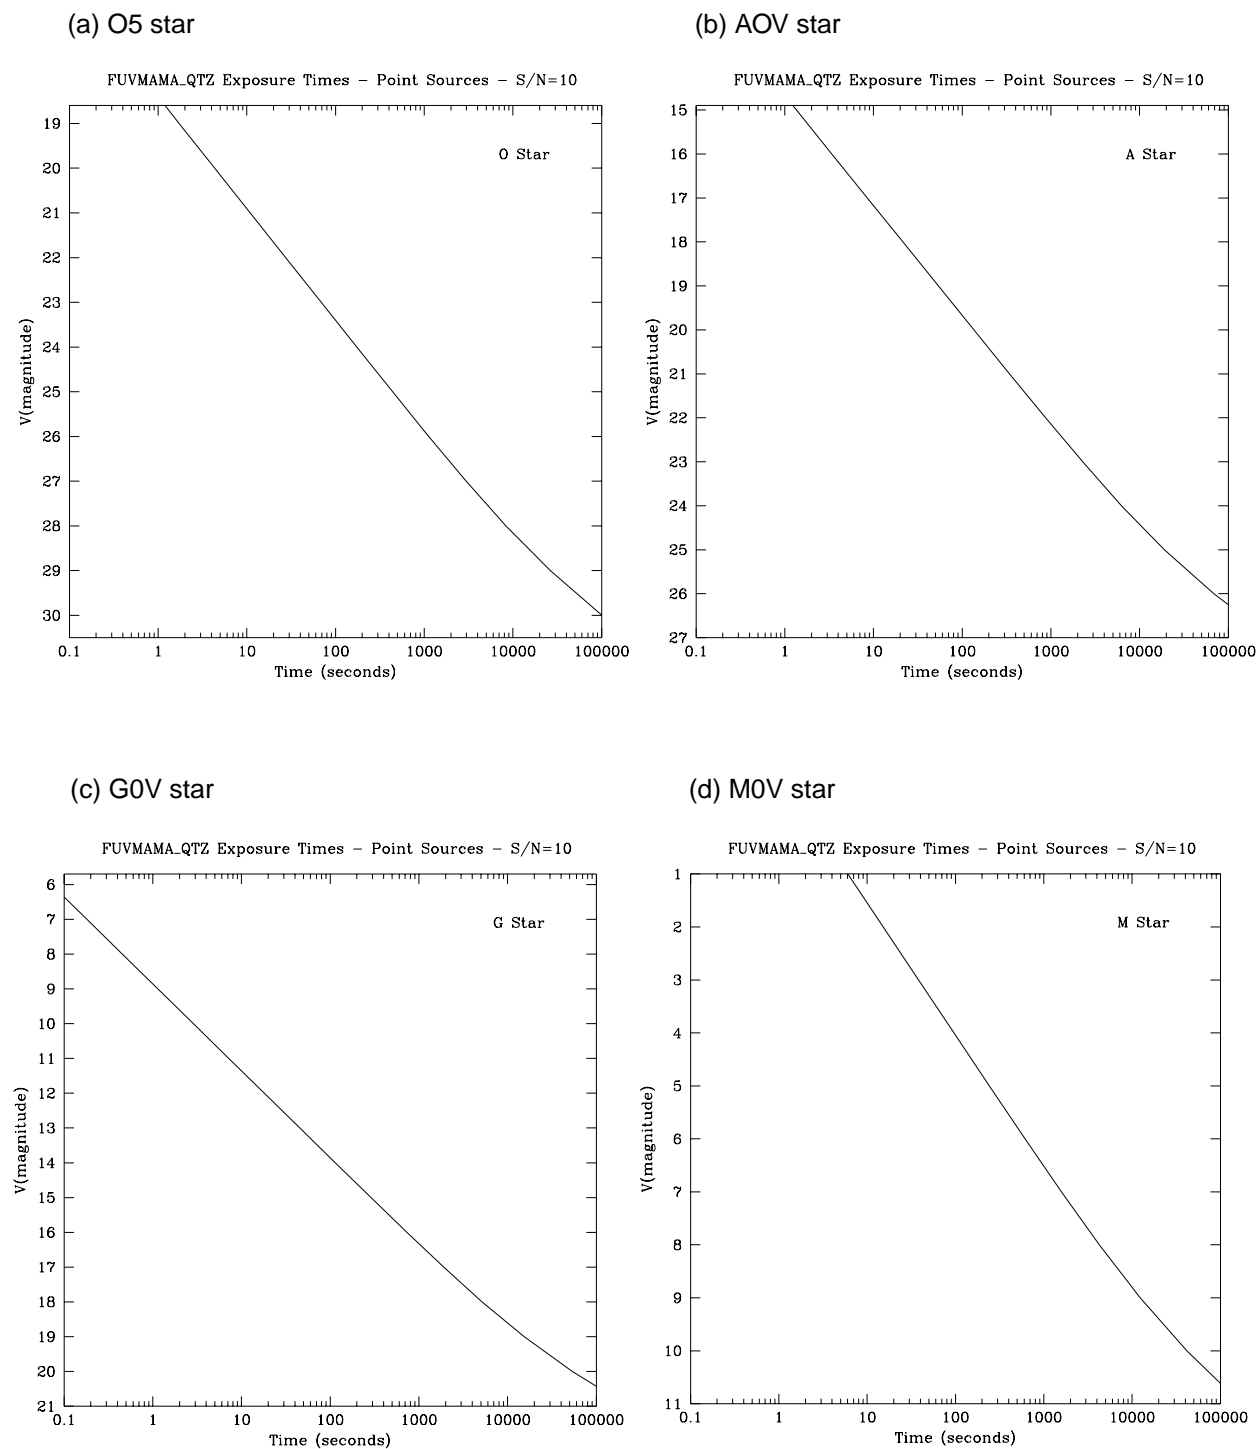 (a) O5 star
FUVMAMA_QTZ Exposure Times − Point Sources − S/N=10
O Star
19
20
21
22
23
24
25
26
27
28
29
30
V(magnitude)
0.1 1 10 100 1000 10000 100000
Time (seconds)
(b) AOV star
FUVMAMA_QTZ Exposure Times − Point Sources − S/N=10
A Star
15
16
17
18
19
20
21
22
23
24
25
26
27
V(magnitude)
0.1 1 10 100 1000 10000 100000
Time (seconds)
(c) G0V star
FUVMAMA_QTZ Exposure Times − Point Sources − S/N=10
G Star
6
7
8
9
10
11
12
13
14
15
16
17
18
19
20
21
V(magnitude)
0.1 1 10 100 1000 10000 100000
Time (seconds)
(d) M0V star
FUVMAMA_QTZ Exposure Times − Point Sources − S/N=10
M Star
1
2
3
4
5
6
7
8
9
10
11
V(magnitude)
0.1 1 10 100 1000 10000 100000
Time (seconds)